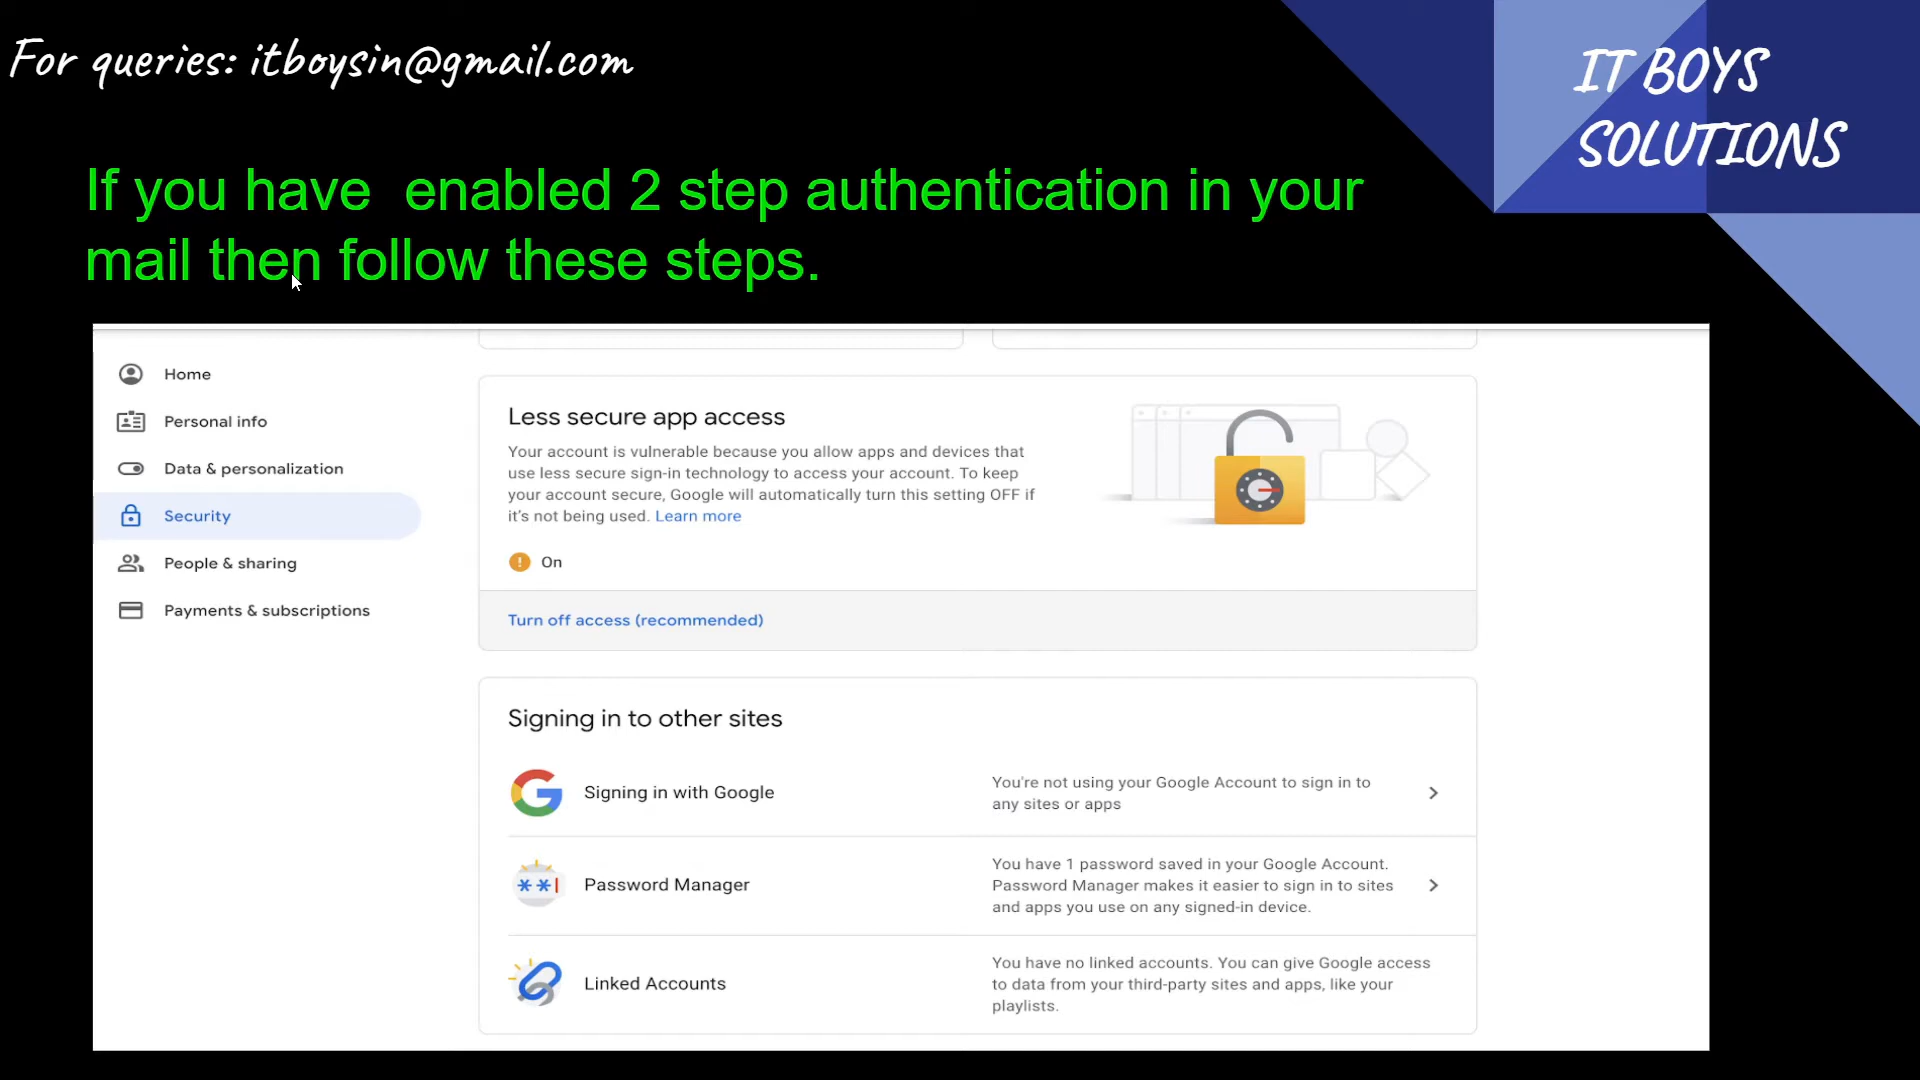 For queries: itboysin@gmail.com
IT BOYS
SOLUTIONS
If you have  enabled 2 step authentication in your
mail then follow these steps.
Home
Personal info
Data & personalization
Security
People & sharing
Payments & subscriptions
Less secure app access
Your account is vulnerable because you allow apps and devices that
use less secure sign-in technology to access your account. To keep
your account secure, Google will automatically turn this setting OFF if
it's not being used. Learn more
On
Turn off access (recommended)
Signing in to other sites
Signing in with Google
You're not using your Google Account to sign in to
any sites or apps
Password Manager
You have 1 password saved in your Google Account.
Password Manager makes it easier to sign in to sites
and apps you use on any signed-in device.
Linked Accounts
You have no linked accounts. You can give Google access
to data from your third-party sites and apps, like your
playlists.